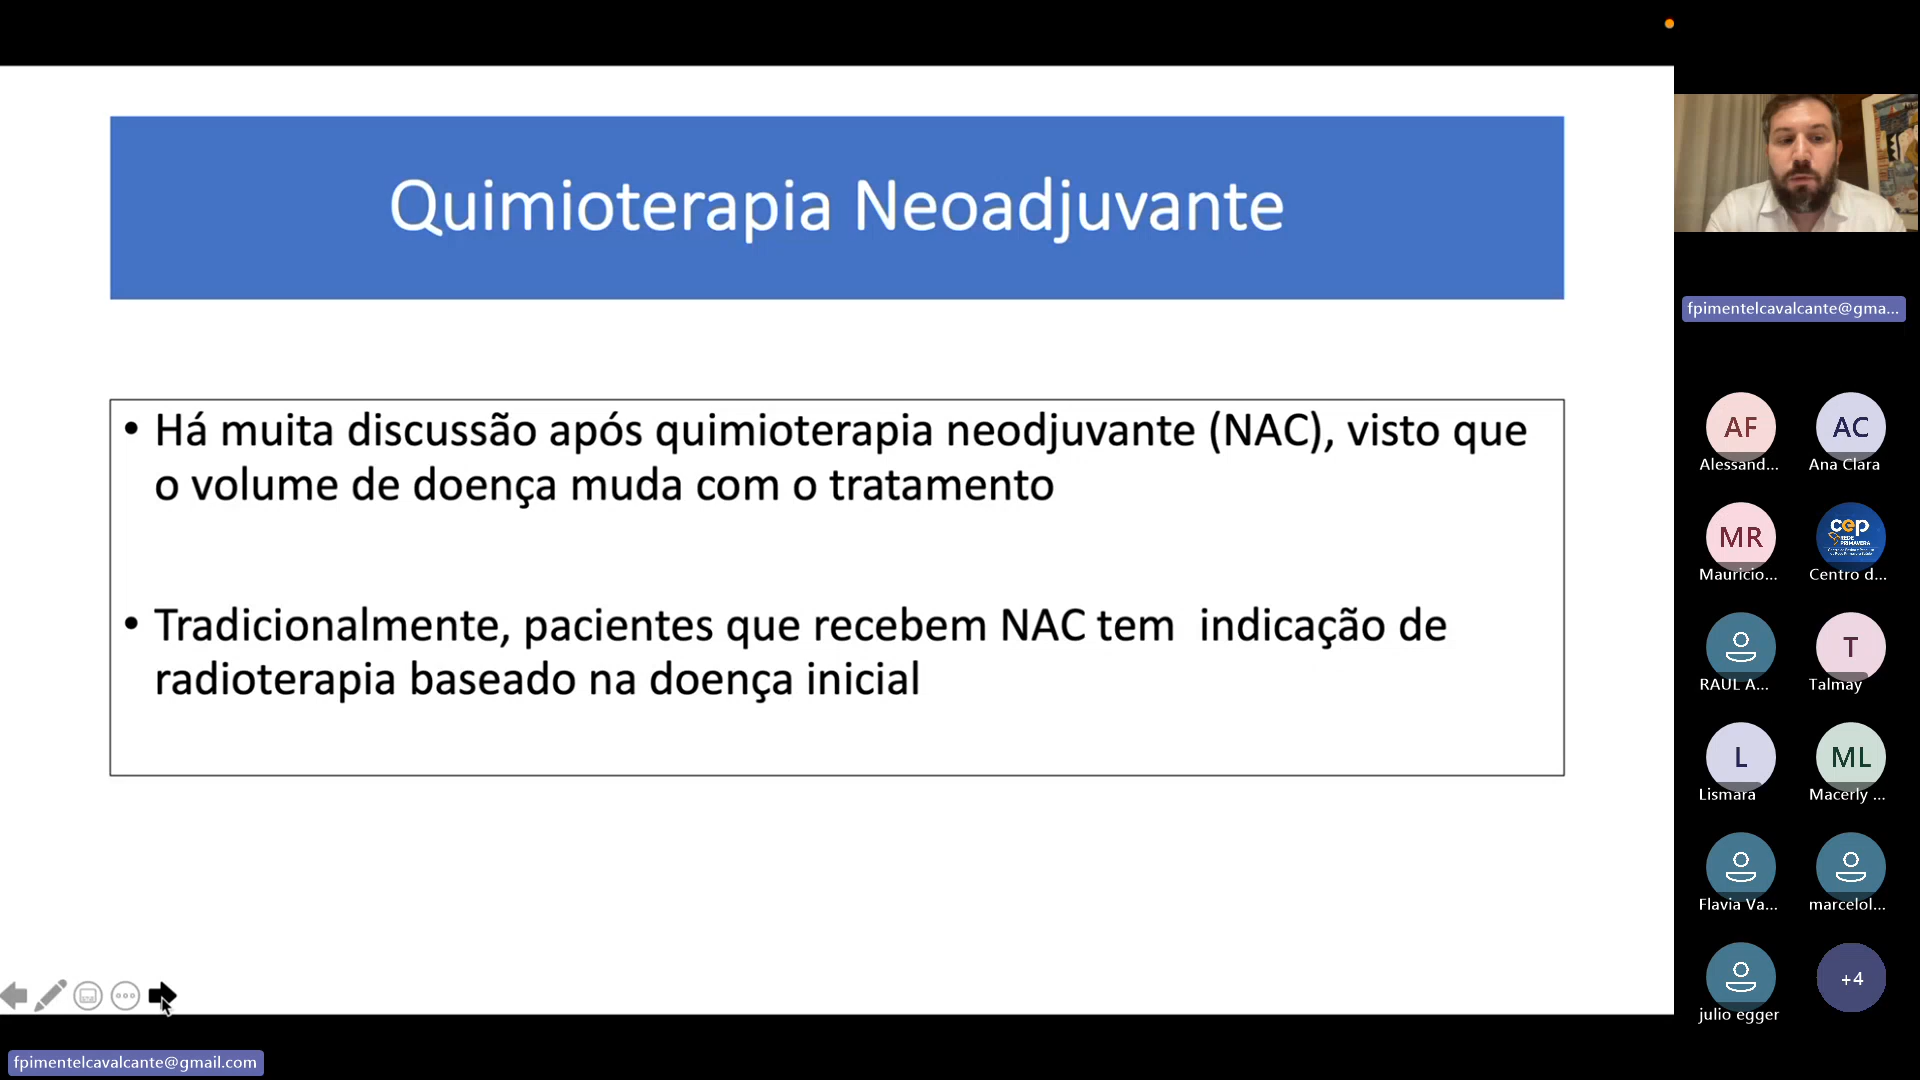 Quimioterapia Neoadjuvante
• Há muita discussão após quimioterapia neodjuvante (NAC), visto que
o volume de doença muda com o tratamento
• Tradicionalmente, pacientes que recebem NAC tem  indicação de
radioterapia baseado na doença inicial
fpimentelcavalcante@gmail.com
fpimentelcavalcante@gma...
AF
Alessand...
AC
Ana Clara
MR
Mauricio...
cep
REDE
PRIMAVERA
Centro d...
RAUL A...
T
Talmay
L
Lismara
ML
Macerly ...
Flavia Va...
marcelol...
julio egger
+4